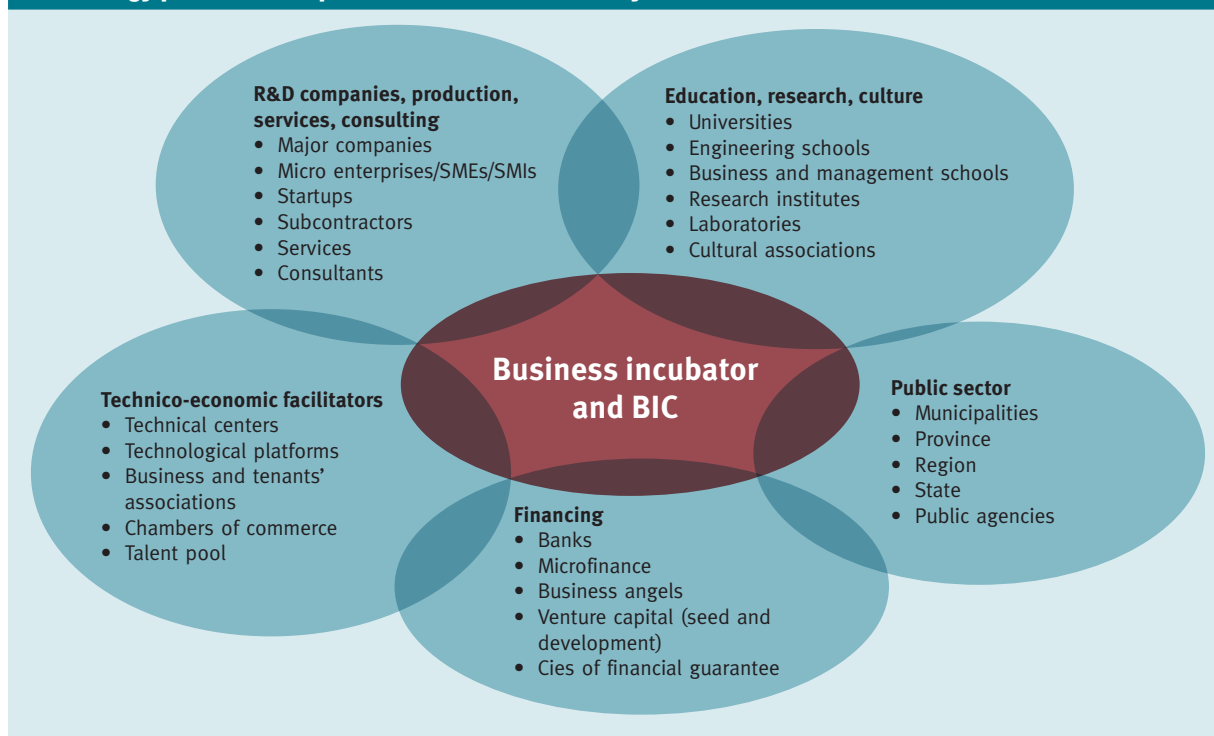 R&D companies, production,
services, consulting
• Major companies
• Micro enterprises/SMEs/SMIs
• Startups
• Subcontractors
• Services
• Consultants
Education, research, culture
• Universities
• Engineering schools
• Business and management schools
• Research institutes
• Laboratories
• Cultural associations
Business incubator
and BIC
Technico-economic facilitators
• Technical centers
• Technological platforms
• Business and tenants'
associations
• Chambers of commerce
• Talent pool
Public sector
• Municipalities
• Province
• Region
• State
• Public agencies
Financing
• Banks
• Microfinance
• Business angels
• Venture capital (seed and
development)
• Cies of financial guarantee